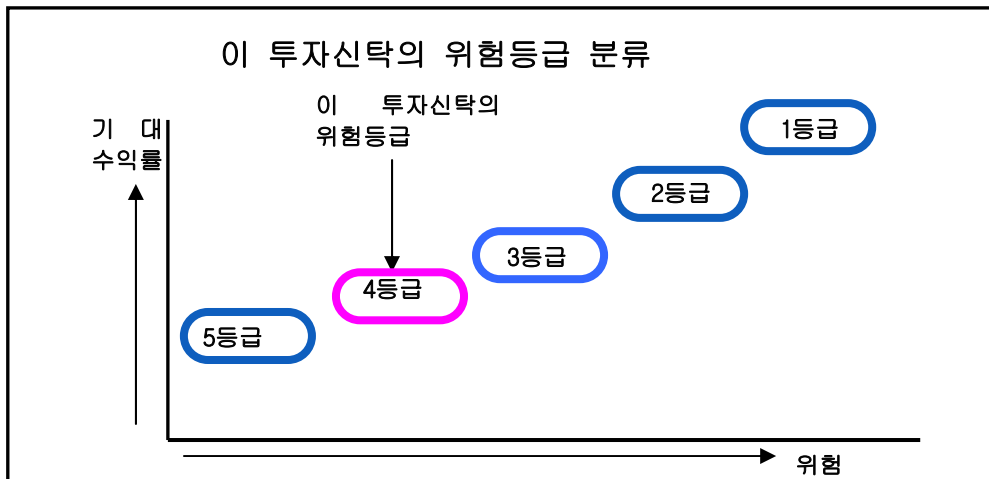 이 투자신탁의 위험등급 분류
이 투자신탁의
위험등급
기 대
수익률
1등급
2등급
3등급
4등급
5등급
위험